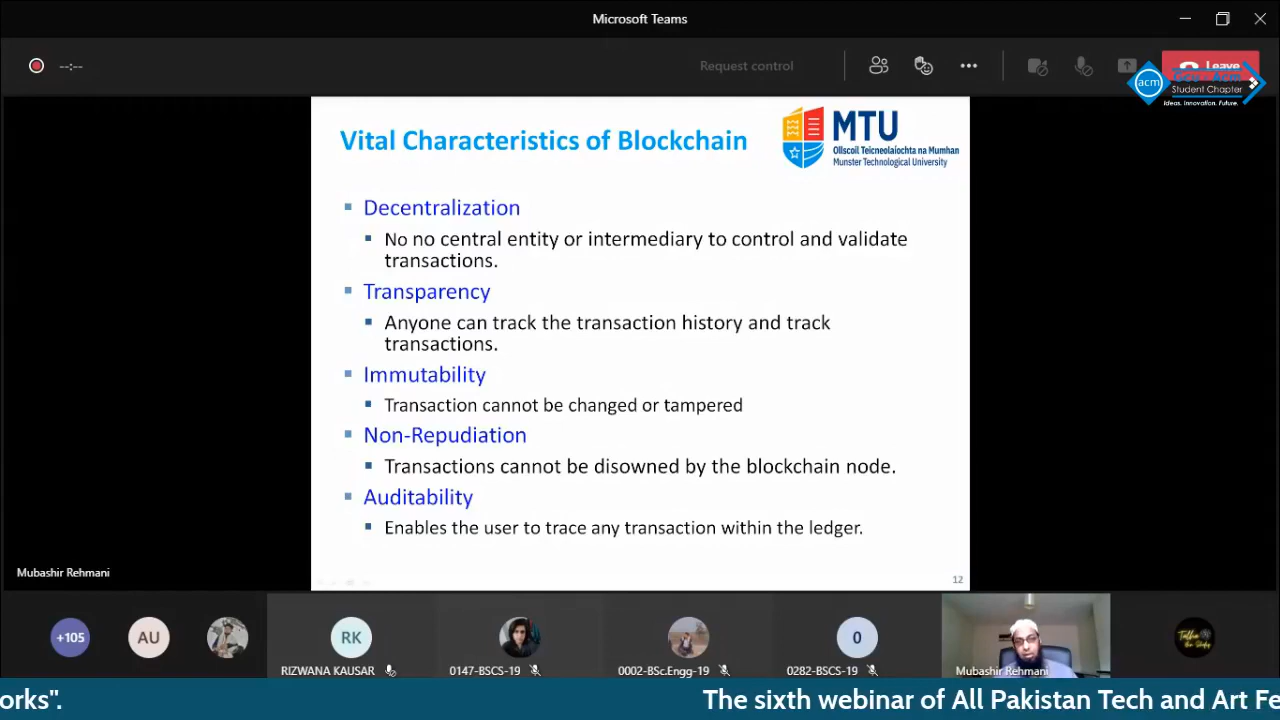 Microsoft Teams
--:--
Request control
Leave
acm
Student Chapter
Ideas. Innovation. Future.
Vital Characteristics of Blockchain
MTU
Ollscoil Teicneolaíochta na Mumhan
Munster Technological University
Decentralization
No no central entity or intermediary to control and validate
transactions.
Transparency
Anyone can track the transaction history and track
transactions.
Immutability
Transaction cannot be changed or tampered
Non-Repudiation
Transactions cannot be disowned by the blockchain node.
Auditability
Enables the user to trace any transaction within the ledger.
12
Mubashir Rehmani
+105
AU
RK
0
RIZWANA KAUSAR
0147-BSCS-19
0002-BSc.Engg-19
0282-BSCS-19
Mubashir Rehmani
orks". The sixth webinar of All Pakistan Tech and Art Fe